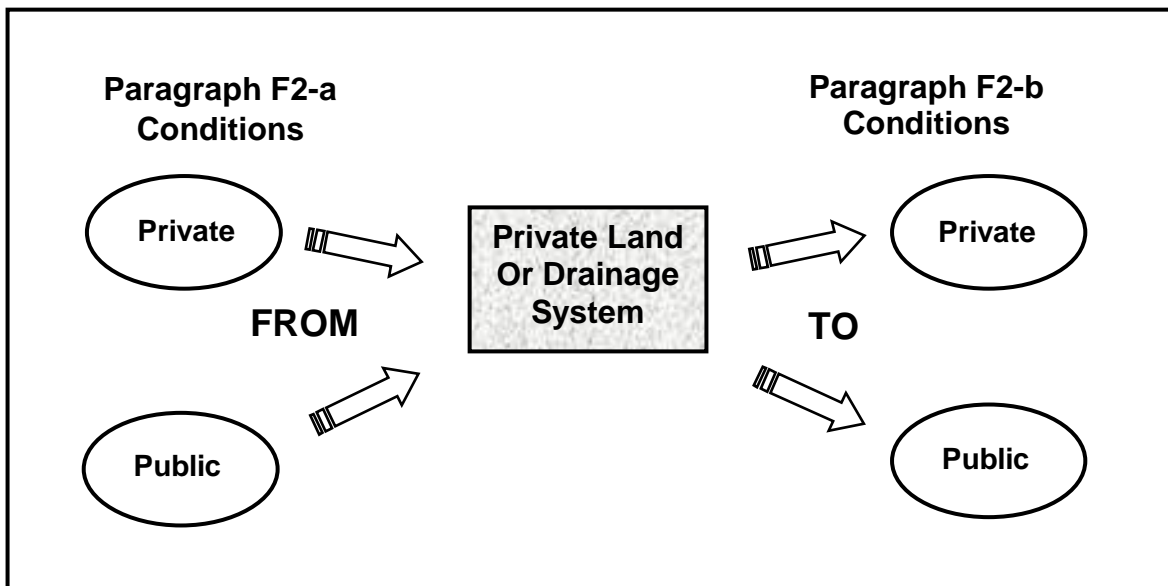 Paragraph F2-a
Conditions
Private
FROM
Public
Private Land
Or Drainage
System
Paragraph F2-b
Conditions
Private
TO
Public